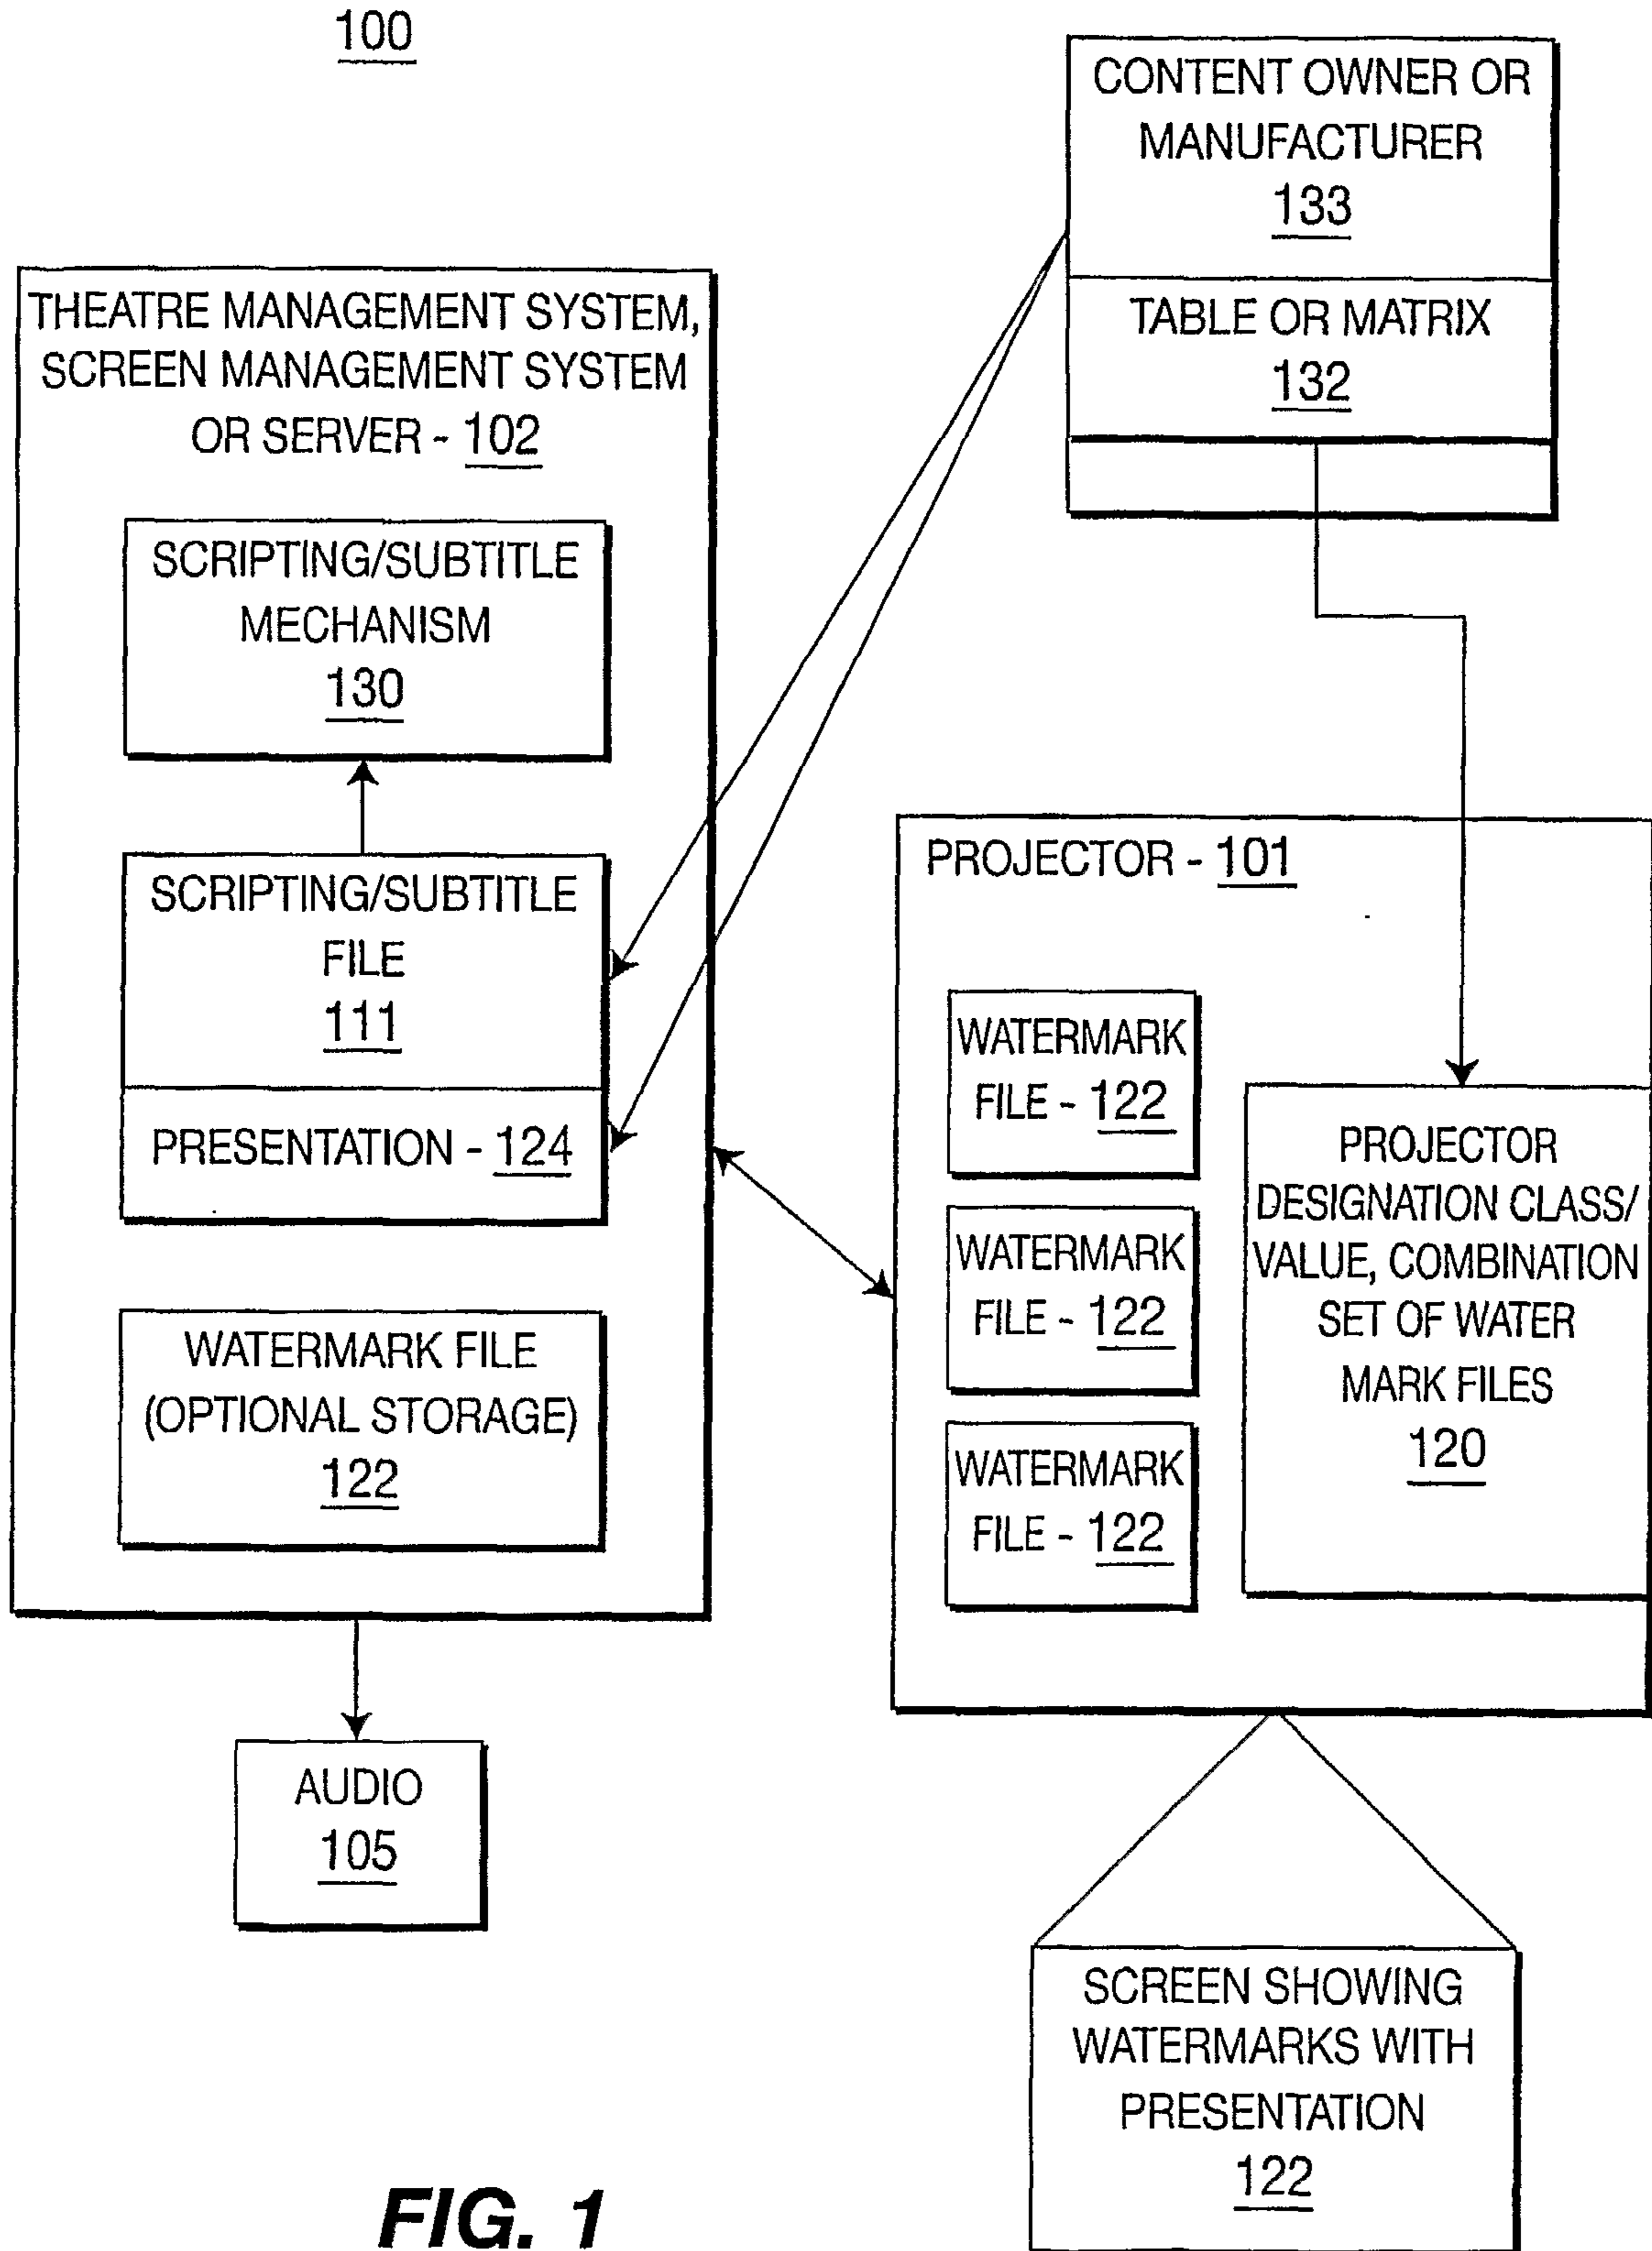 100
CONTENT OWNER OR
MANUFACTURER
133
TABLE OR MATRIX
132
THEATRE MANAGEMENT SYSTEM,
SCREEN MANAGEMENT SYSTEM
OR SERVER - 102
SCRIPTING/SUBTITLE
MECHANISM
130
SCRIPTING/SUBTITLE
FILE
111
PRESENTATION - 124
WATERMARK FILE
(OPTIONAL STORAGE)
122
AUDIO
105
PROJECTOR - 101
WATERMARK
FILE - 122
WATERMARK
FILE - 122
WATERMARK
FILE - 122
PROJECTOR
DESIGNATION CLASS/
VALUE, COMBINATION
SET OF WATER
MARK FILES
120
SCREEN SHOWING
WATERMARKS WITH
PRESENTATION
122
FIG. 1